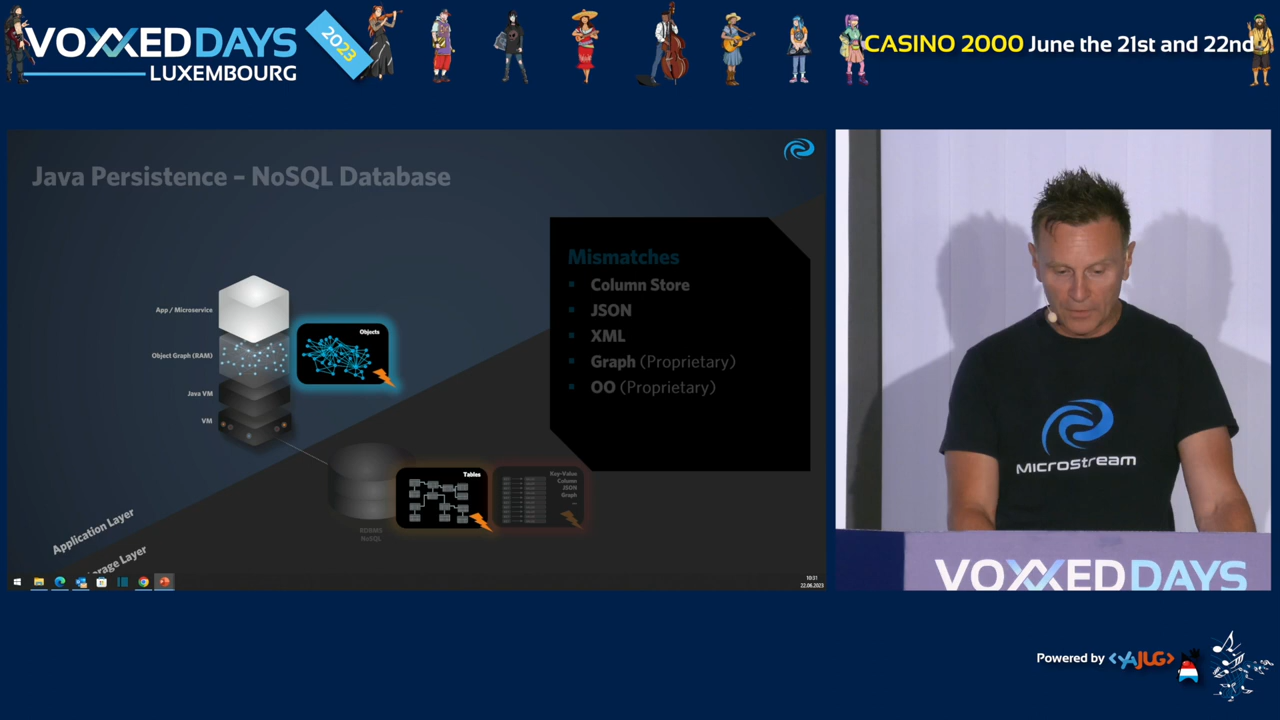 VOXXED DAYS
LUXEMBOURG
2023
CASINO 2000 June the 21st and 22nd
Java Persistence – NoSQL Database
App / Microservice
Object Graph (RAM)
Java VM
VM
Objects
Mismatches
Column Store
JSON
XML
Graph (Proprietary)
OO (Proprietary)
Tables
Key-Value
Column
JSON
Graph
...
RDBMS
NoSQL
Application Layer
orage Layer
10:31
22.06.2023
MICROSTREAM
VOXXED DAYS
Powered by <YAJUG>